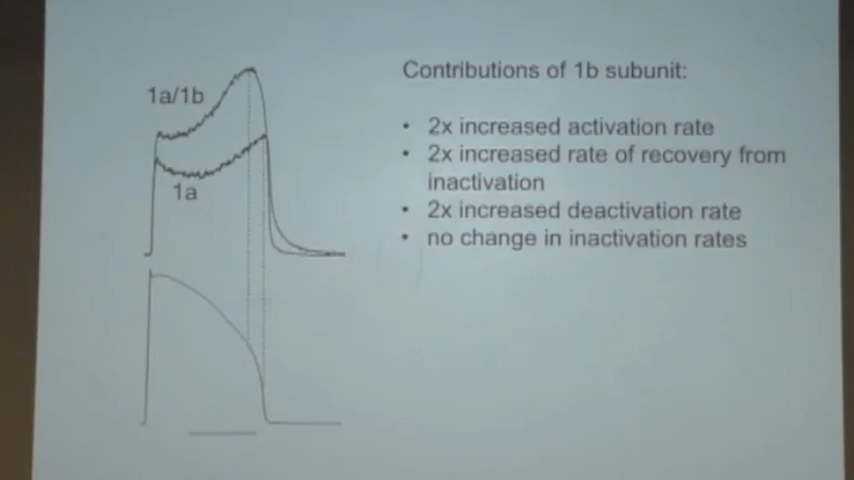 Contributions of 1b subunit:
1a/1b
• 2x increased activation rate
• 2x increased rate of recovery from
inactivation
1a
• 2x increased deactivation rate
• no change in inactivation rates